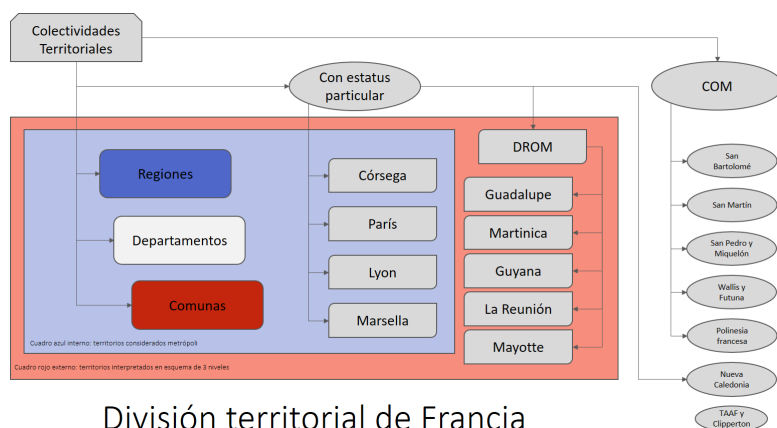 Colectividades
Territoriales
Con estatus
particular
COM
DROM
Regiones
Departamentos
Comunas
Córsega
París
Lyon
Marsella
Guadalupe
Martinica
Guyana
La Reunión
Mayotte
San
Bartolomé
San Martín
San Pedro y
Miquelón
Wallis y
Futuna
Polinesia
francesa
Nueva
Caledonia
TAAF y
Clipperton
Cuadro azul interno: territorios considerados metrópoli
Cuadro rojo externo: territorios interpretados en esquema de 3 niveles
División territorial de Francia